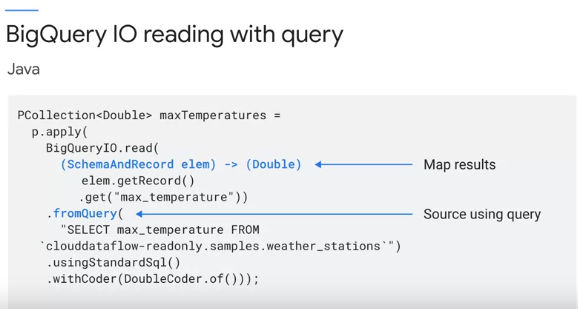 BigQuery IO reading with query
Java
PCollection<Double> maxTemperatures =
p.apply(
BigQueryIO.read(
(SchemaAndRecord elem) -> (Double)
Map results
elem.getRecord()
.get("max_temperature"))
.fromQuery(
Source using query
"SELECT max_temperature FROM
`clouddataflow-readonly.samples.weather_stations`")
.usingStandardSql()
.withCoder(DoubleCoder.of()));